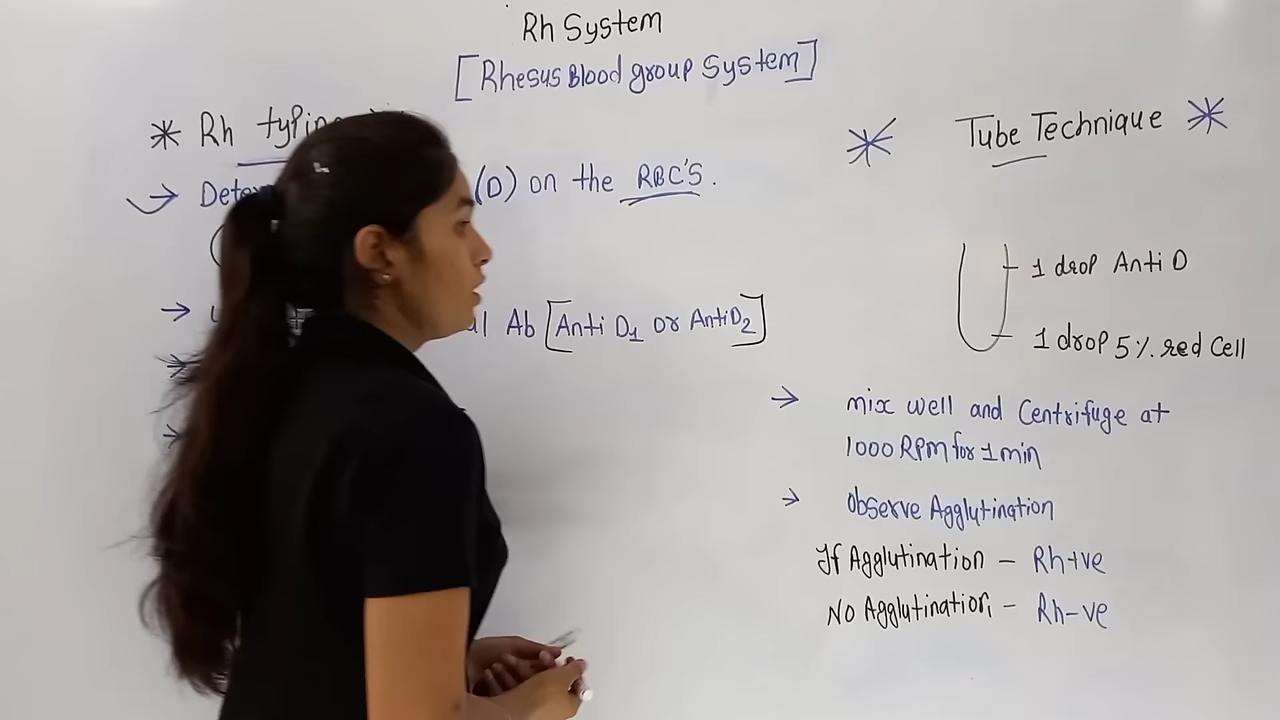 Rh System
[Rhesus Blood group System]
* Rh typing
→ (D) on the RBC'S.
→ Ab [Anti D1 or AntiD2]
*
→
* Tube Technique *
1 drop Anti D
1 drop 5% red Cell
→ mix well and Centrifuge at
1000 RPM for 1 min
→ Observe Agglutination
If Agglutination - Rh+ve
No Agglutination - Rh-ve